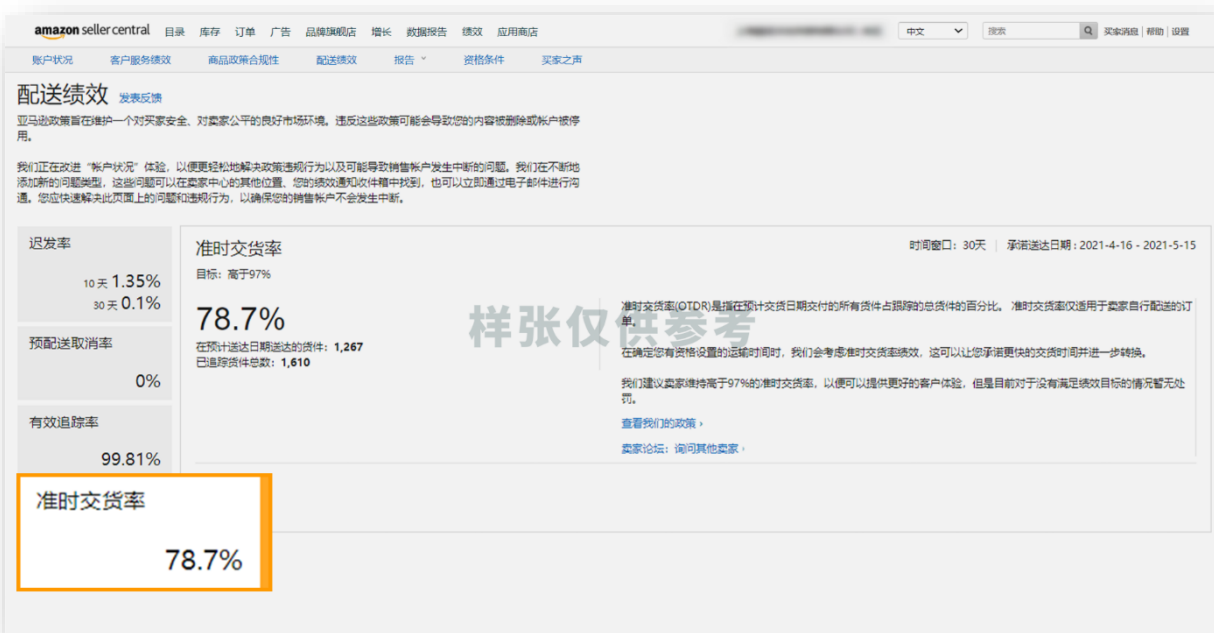 amazon seller central 目录 库存 订单 广告 品牌旗舰店 增长 数据报告 绩效 应用商店 中文 搜索 买家消息 | 帮助 | 设置
账户状况 客户服务绩效 商品政策合规性 配送绩效 报告 资格条件 买家之声
配送绩效 发表反馈
亚马逊政策旨在维护一个对买家安全、对卖家公平的良好市场环境。违反这些政策可能会导致您的内容被删除或帐户被停
用。
我们正在改进“帐户状况”体验，以便更轻松地解决政策违规行为以及可能导致销售帐户发生中断的问题。我们在不断地
添加新的问题类型，这些问题可以在卖家中心的其他位置、您的绩效通知收件箱中找到，也可以立即通过电子邮件进行沟
通。您应快速解决此页面上的问题和违规行为，以确保您的销售帐户不会发生中断。
迟发率
10 天 1.35%
30 天 0.1%
预配送取消率
0%
有效追踪率
99.81%
准时交货率
78.7%
准时交货率
目标：高于97%
时间窗口：30天 | 承诺送达日期：2021-4-16 - 2021-5-15
78.7%
在预计送达日期送达的货件：1,267
已追踪货件总数：1,610
准时交货率(OTDR)是指在预计交货日期交付的所有货件占跟踪的总货件的百分比。 准时交货率仅适用于卖家自行配送的订
单。
在确定您有资格设置的运输时间时，我们会考虑准时交货率绩效，这可以让您承诺更快的交货时间并进一步转换。
我们建议卖家维持高于97%的准时交货率，以便可以提供更好的客户体验，但是目前对于没有满足绩效目标的情况暂无处
罚。
查看我们的政策 ›
卖家论坛：询问其他卖家 ›
样张仅供参考